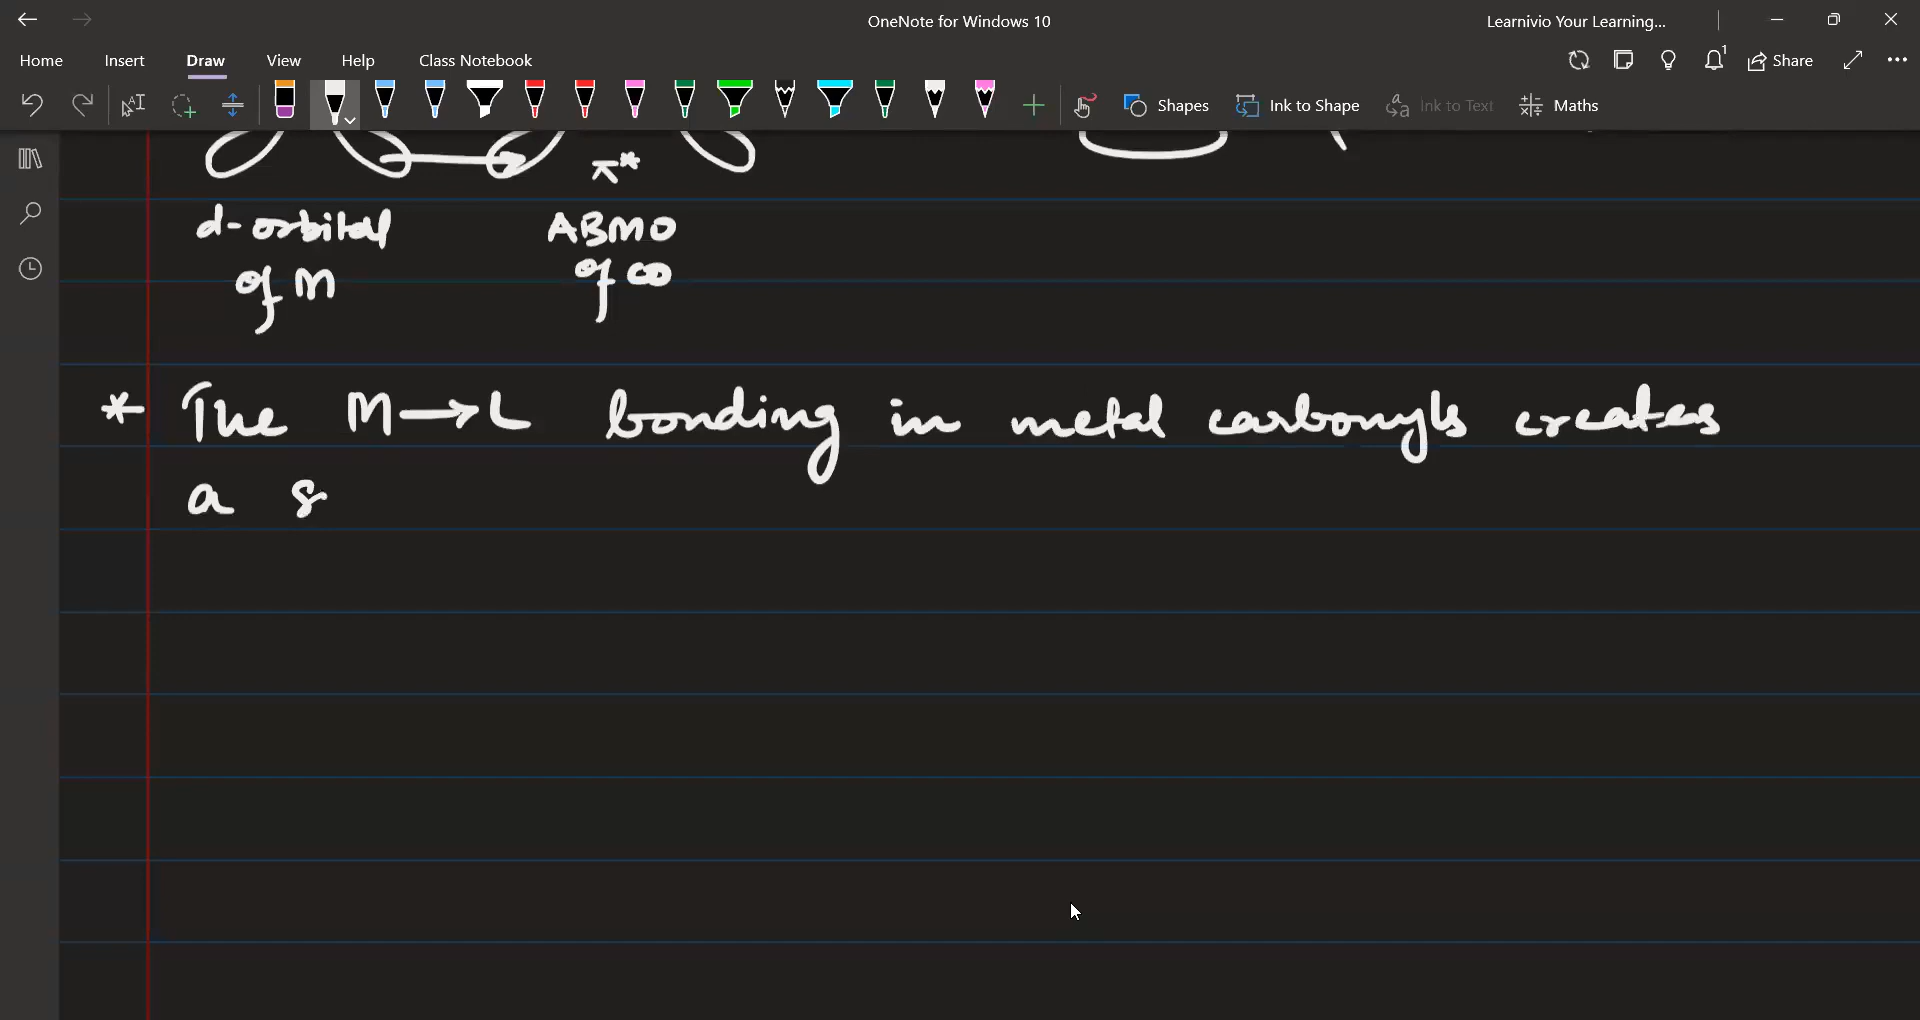 OneNote for Windows 10
Learnivio Your Learning...
Home Insert Draw View Help Class Notebook
1
Share
Shapes Ink to Shape Ink to Text Maths
π*
d-orbital ABMO
of M of CO
* The M→L bonding in metal carbonyls creates
a s